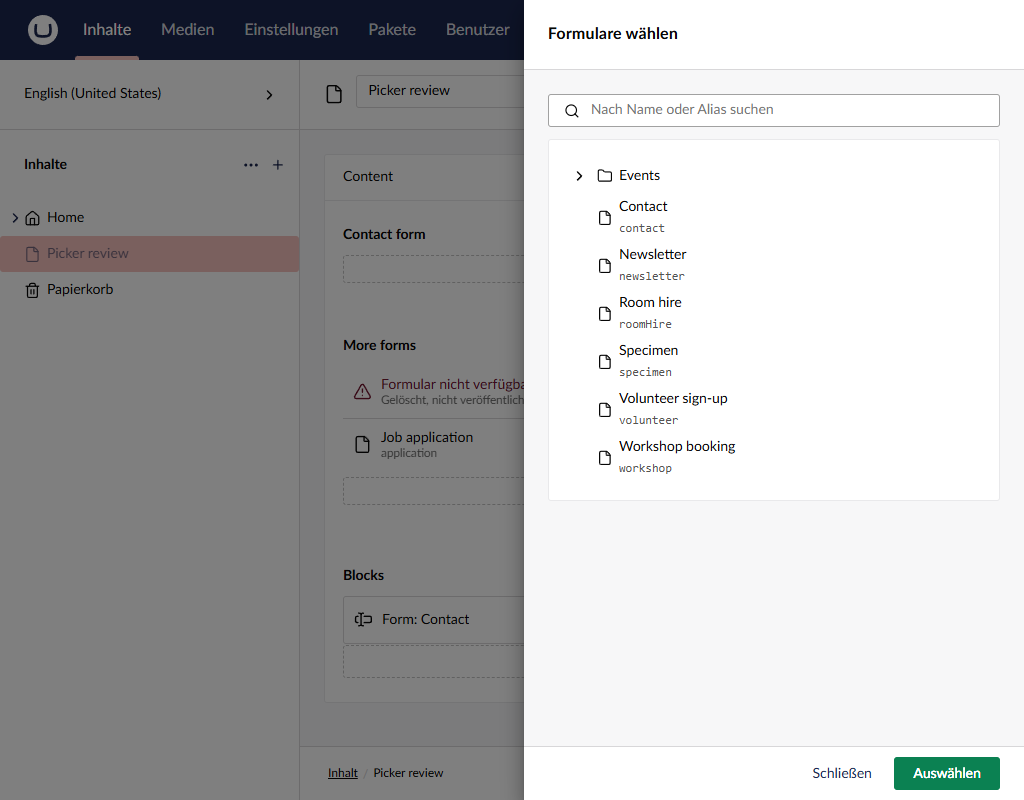 Inhalte
Medien
Einstellungen
Pakete
Benutzer
English (United States)
Inhalte
Home
Picker review
Papierkorb
Picker review
Content
Contact form
More forms
Formular nicht verfügba
Gelöscht, nicht veröffentlich
Job application
application
Blocks
Form: Contact
Inhalt / Picker review
Formulare wählen
Nach Name oder Alias suchen
Events
Contact
contact
Newsletter
newsletter
Room hire
roomHire
Specimen
specimen
Volunteer sign-up
volunteer
Workshop booking
workshop
Schließen
Auswählen